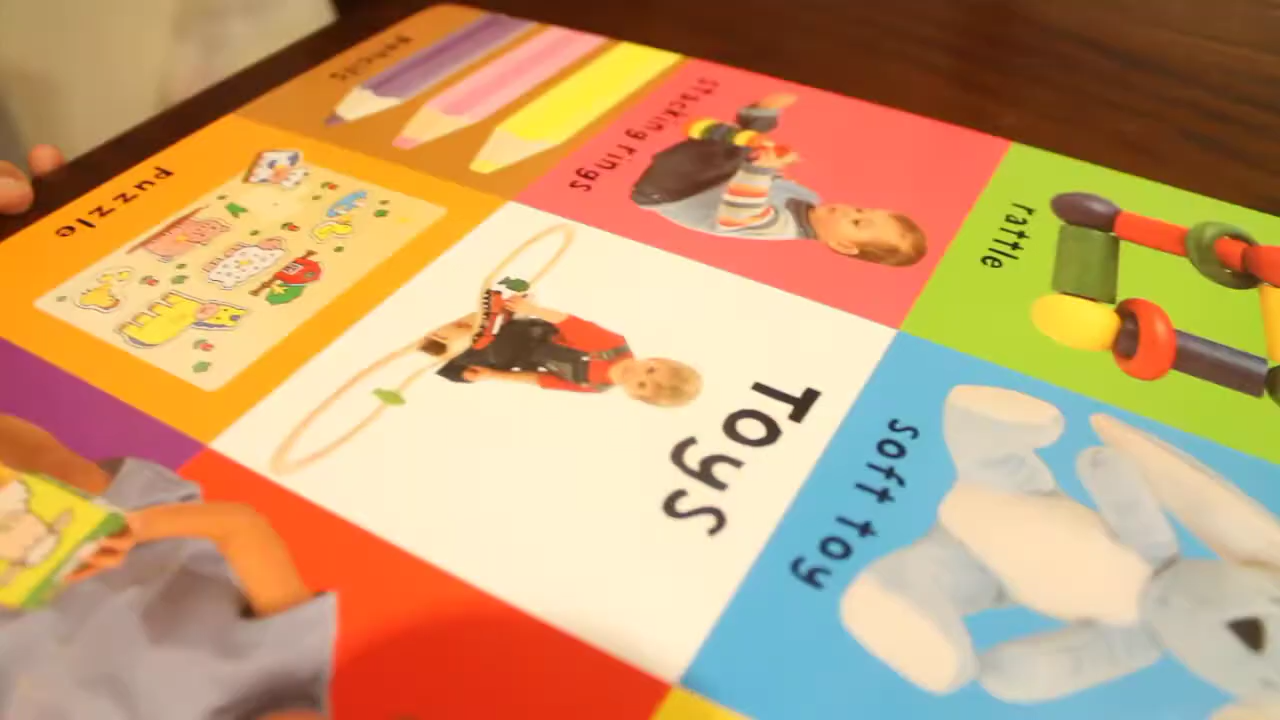 Toys
pencils
stacking rings
rattle
puzzle
soft toy